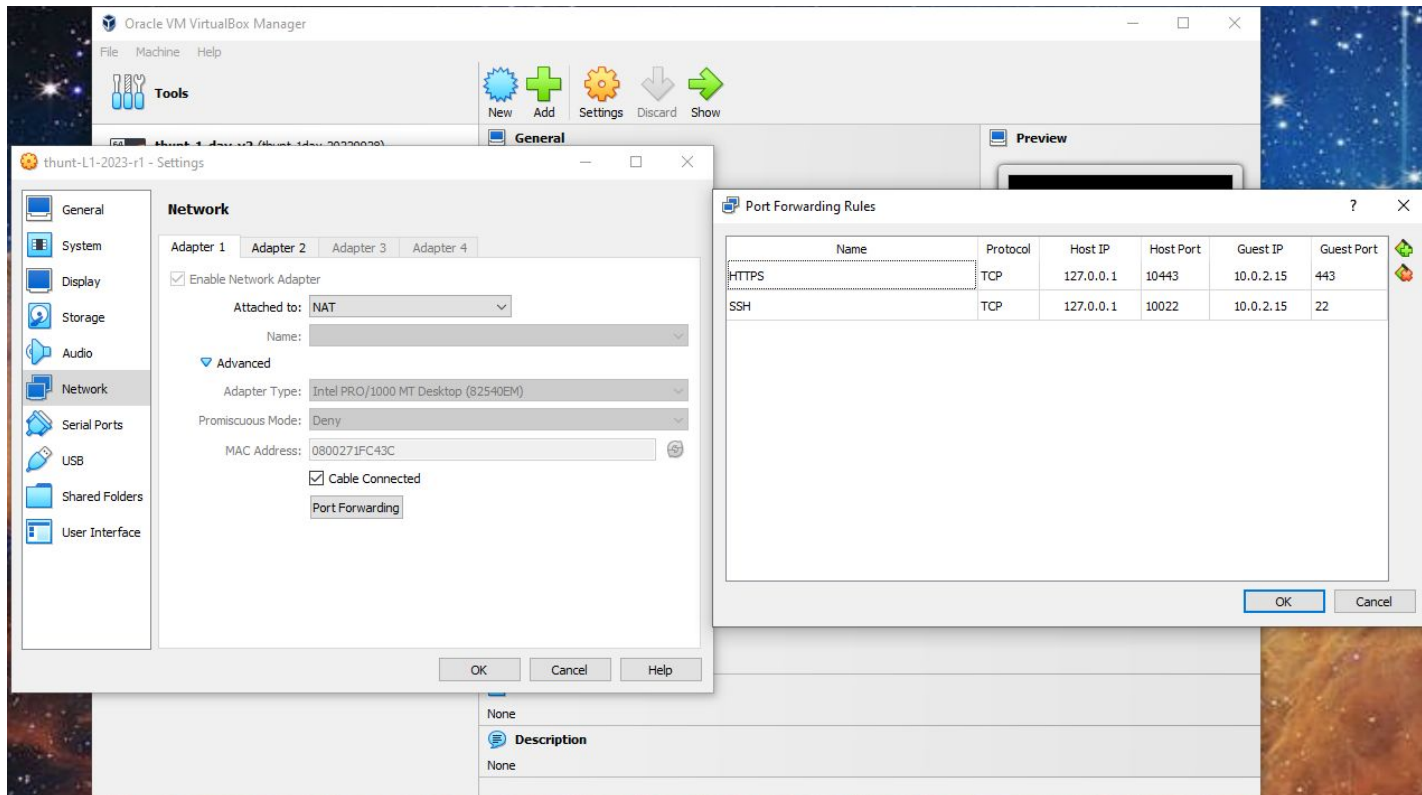 Oracle VM VirtualBox Manager
File Machine Help
Tools
New Add Settings Discard Show
General
Preview
thunt-L1-2023-r1 - Settings
General
System
Display
Storage
Audio
Network
Serial Ports
USB
Shared Folders
User Interface
Network
Adapter 1 Adapter 2 Adapter 3 Adapter 4
Enable Network Adapter
Attached to: NAT
Name:
Advanced
Adapter Type: Intel PRO/1000 MT Desktop (82540EM)
Promiscuous Mode: Deny
MAC Address: 0800271FC43C
Cable Connected
Port Forwarding
OK Cancel Help
Port Forwarding Rules
Name Protocol Host IP Host Port Guest IP Guest Port
HTTPS TCP 127.0.0.1 10443 10.0.2.15 443
SSH TCP 127.0.0.1 10022 10.0.2.15 22
OK Cancel
None
Description
None